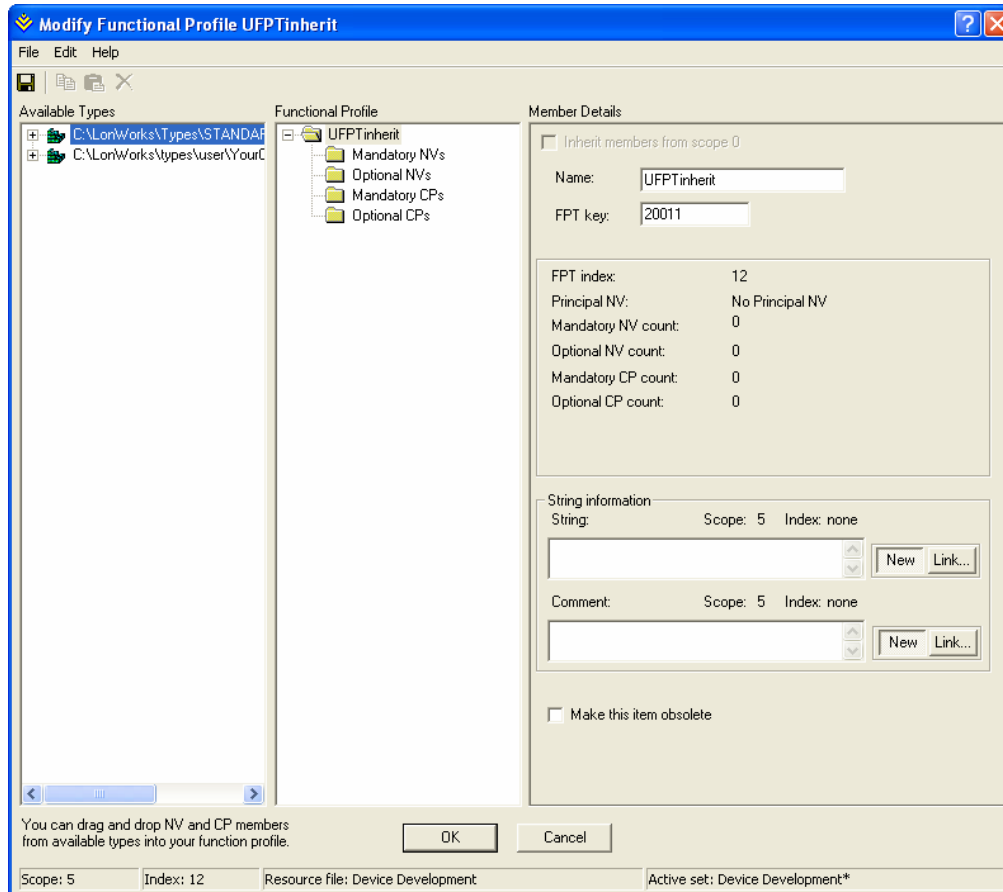 Modify Functional Profile UFPTinherit
File Edit Help
Available Types
C:\LonWorks\Types\STANDAR
C:\LonWorks\types\user\YourC
Functional Profile
UFPTinherit
Mandatory NVs
Optional NVs
Mandatory CPs
Optional CPs
Member Details
Inherit members from scope 0
Name: UFPTinherit
FPT key: 20011
FPT index: 12
Principal NV: No Principal NV
Mandatory NV count: 0
Optional NV count: 0
Mandatory CP count: 0
Optional CP count: 0
String information
String: Scope: 5 Index: none
New Link...
Comment: Scope: 5 Index: none
New Link...
Make this item obsolete
You can drag and drop NV and CP members
from available types into your function profile.
OK Cancel
Scope: 5 Index: 12 Resource file: Device Development Active set: Device Development*